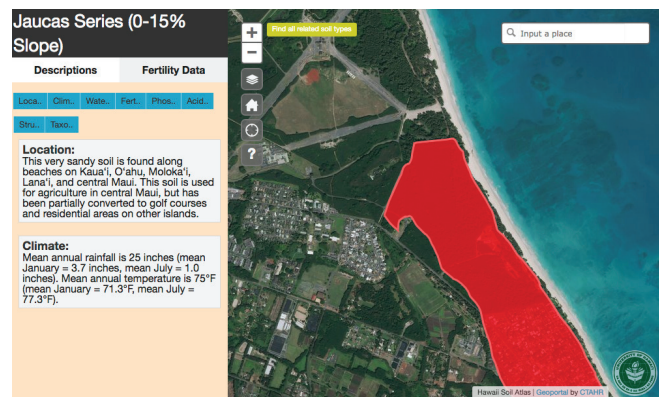 Jaucas Series (0-15%
Slope)
Descriptions
Fertility Data
Loca..
Clim..
Wate..
Fert..
Phos..
Acid..
Stru..
Taxo..
Location:
This very sandy soil is found along
beaches on Kauaʻi, Oʻahu, Molokaʻi,
Lanaʻi, and central Maui. This soil is used
for agriculture in central Maui, but has
been partially converted to golf courses
and residential areas on other islands.
Climate:
Mean annual rainfall is 25 inches (mean
January = 3.7 inches, mean July = 1.0
inches). Mean annual temperature is 75°F
(mean January = 71.3°F, mean July =
77.3°F).
+
−
?
Find all related soil types
Input a place
Hawaii Soil Atlas | Geoportal by CTAHR